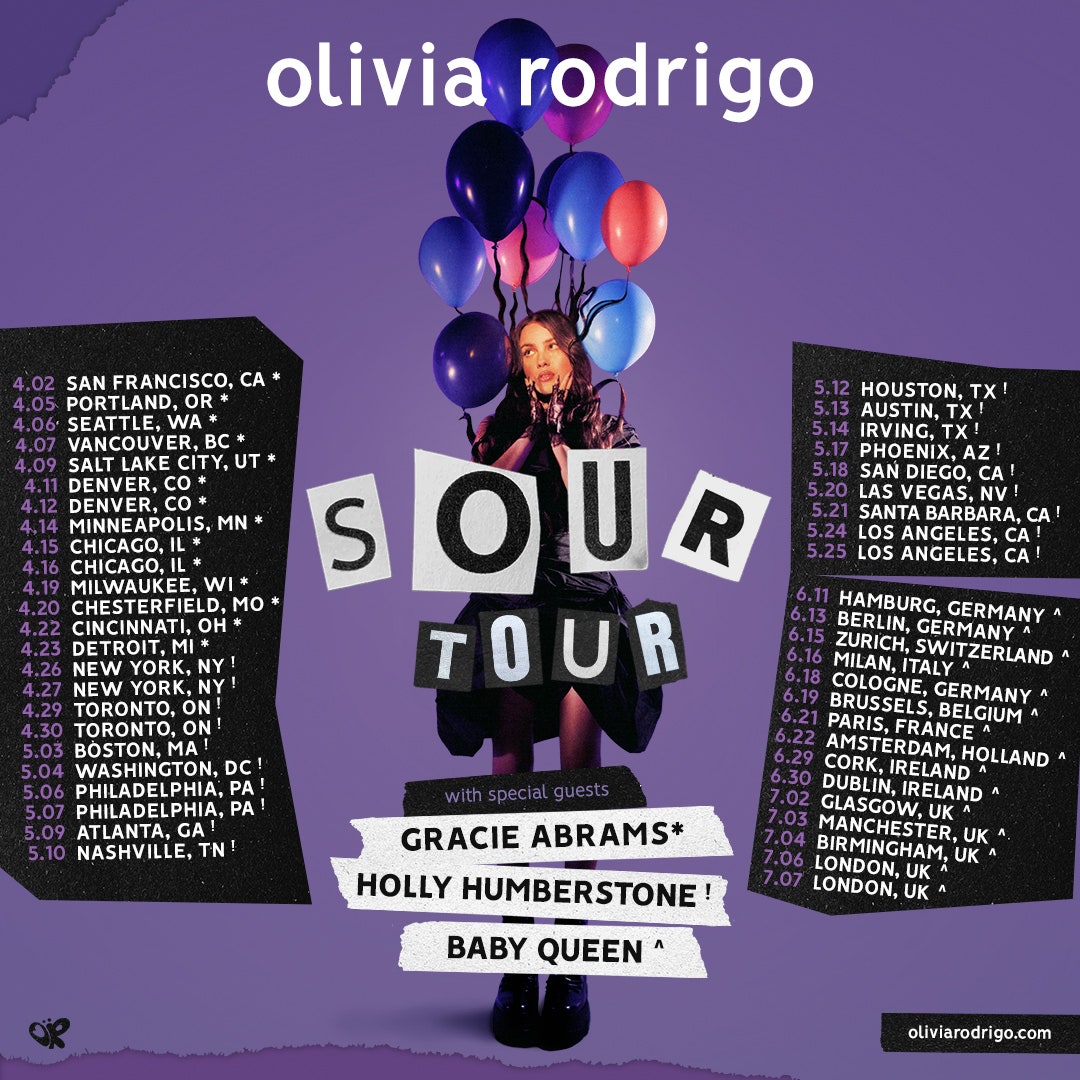 olivia rodrigo
SOUR
TOUR
4.02 SAN FRANCISCO, CA *
4.05 PORTLAND, OR *
4.06 SEATTLE, WA *
4.07 VANCOUVER, BC *
4.09 SALT LAKE CITY, UT *
4.11 DENVER, CO *
4.12 DENVER, CO *
4.14 MINNEAPOLIS, MN *
4.15 CHICAGO, IL *
4.16 CHICAGO, IL *
4.19 MILWAUKEE, WI *
4.20 CHESTERFIELD, MO *
4.22 CINCINNATI, OH *
4.23 DETROIT, MI *
4.26 NEW YORK, NY !
4.27 NEW YORK, NY !
4.29 TORONTO, ON !
4.30 TORONTO, ON !
5.03 BOSTON, MA !
5.04 WASHINGTON, DC !
5.06 PHILADELPHIA, PA !
5.07 PHILADELPHIA, PA !
5.09 ATLANTA, GA !
5.10 NASHVILLE, TN !
5.12 HOUSTON, TX !
5.13 AUSTIN, TX !
5.14 IRVING, TX !
5.17 PHOENIX, AZ !
5.18 SAN DIEGO, CA !
5.20 LAS VEGAS, NV !
5.21 SANTA BARBARA, CA !
5.24 LOS ANGELES, CA !
5.25 LOS ANGELES, CA !
6.11 HAMBURG, GERMANY ^
6.13 BERLIN, GERMANY ^
6.15 ZURICH, SWITZERLAND ^
6.16 MILAN, ITALY ^
6.18 COLOGNE, GERMANY ^
6.19 BRUSSELS, BELGIUM ^
6.21 PARIS, FRANCE ^
6.22 AMSTERDAM, HOLLAND ^
6.29 CORK, IRELAND ^
6.30 DUBLIN, IRELAND ^
7.02 GLASGOW, UK ^
7.03 MANCHESTER, UK ^
7.04 BIRMINGHAM, UK ^
7.06 LONDON, UK ^
7.07 LONDON, UK ^
with special guests
GRACIE ABRAMS*
HOLLY HUMBERSTONE !
BABY QUEEN ^
OR
oliviarodrigo.com